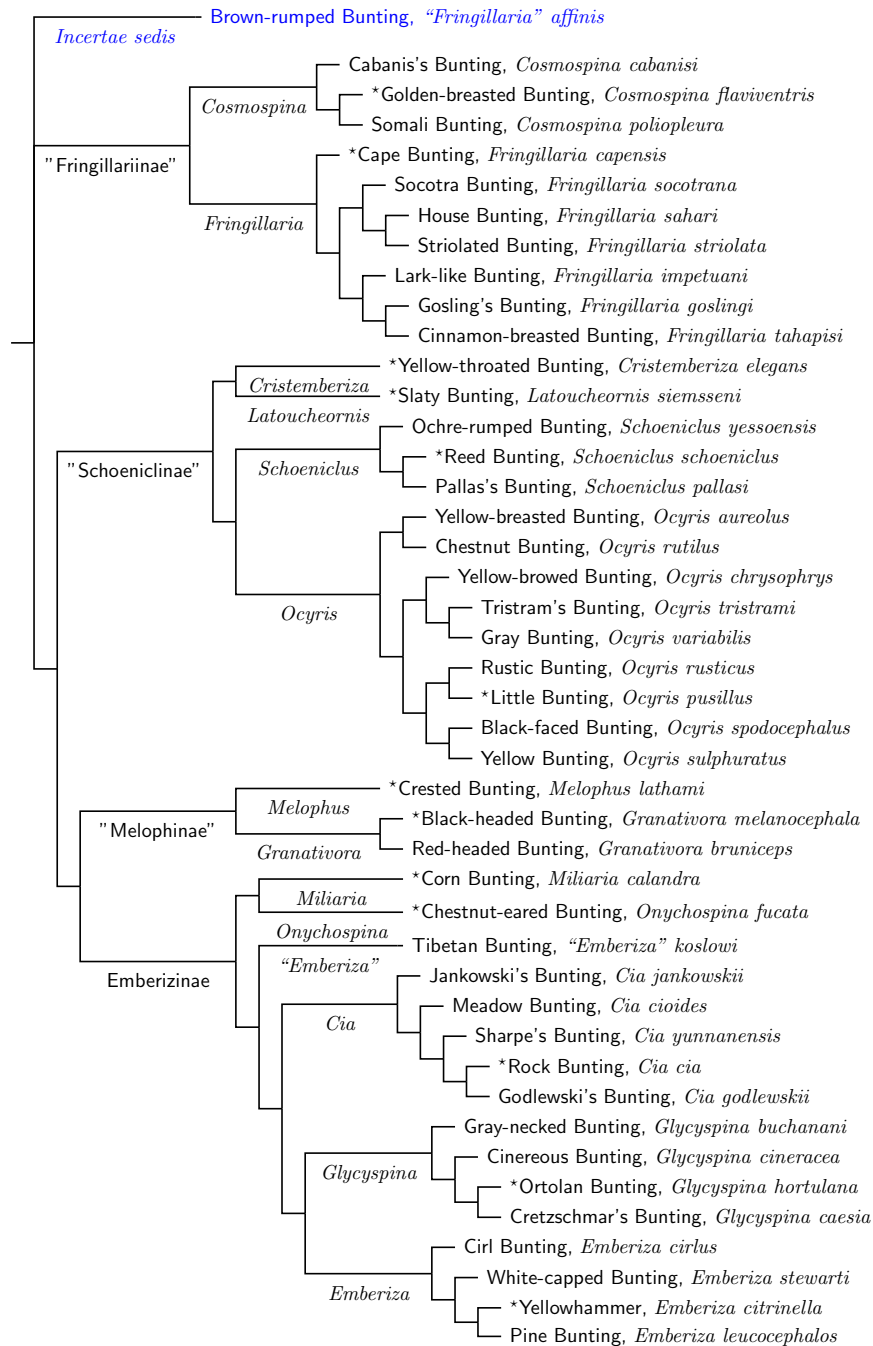 Brown-rumped Bunting, “Fringillaria” affinis
Incertae sedis
Cabanis's Bunting, Cosmospina cabanisi
Cosmospina
*Golden-breasted Bunting, Cosmospina flaviventris
Somali Bunting, Cosmospina poliopleura
"Fringillariinae"
*Cape Bunting, Fringillaria capensis
Socotra Bunting, Fringillaria socotrana
House Bunting, Fringillaria sahari
Fringillaria
Striolated Bunting, Fringillaria striolata
Lark-like Bunting, Fringillaria impetuani
Gosling's Bunting, Fringillaria goslingi
Cinnamon-breasted Bunting, Fringillaria tahapisi
*Yellow-throated Bunting, Cristemberiza elegans
Cristemberiza
*Slaty Bunting, Latoucheornis siemsseni
Latoucheornis
Ochre-rumped Bunting, Schoeniclus yessoensis
*Reed Bunting, Schoeniclus schoeniclus
"Schoeniclinae"
Schoeniclus
Pallas's Bunting, Schoeniclus pallasi
Yellow-breasted Bunting, Ocyris aureolus
Chestnut Bunting, Ocyris rutilus
Yellow-browed Bunting, Ocyris chrysophrys
Tristram's Bunting, Ocyris tristrami
Ocyris
Gray Bunting, Ocyris variabilis
Rustic Bunting, Ocyris rusticus
*Little Bunting, Ocyris pusillus
Black-faced Bunting, Ocyris spodocephalus
Yellow Bunting, Ocyris sulphuratus
*Crested Bunting, Melophus lathami
Melophus
*Black-headed Bunting, Granativora melanocephala
"Melophinae"
Granativora
Red-headed Bunting, Granativora bruniceps
*Corn Bunting, Miliaria calandra
Miliaria
*Chestnut-eared Bunting, Onychospina fucata
Onychospina
Tibetan Bunting, “Emberiza” koslowi
“Emberiza”
Emberizinae
Jankowski's Bunting, Cia jankowskii
Meadow Bunting, Cia cioides
Cia
Sharpe's Bunting, Cia yunnanensis
*Rock Bunting, Cia cia
Godlewski's Bunting, Cia godlewskii
Gray-necked Bunting, Glycyspina buchanani
Cinereous Bunting, Glycyspina cineracea
Glycyspina
*Ortolan Bunting, Glycyspina hortulana
Cretzschmar's Bunting, Glycyspina caesia
Cirl Bunting, Emberiza cirlus
White-capped Bunting, Emberiza stewarti
Emberiza
*Yellowhammer, Emberiza citrinella
Pine Bunting, Emberiza leucocephalos